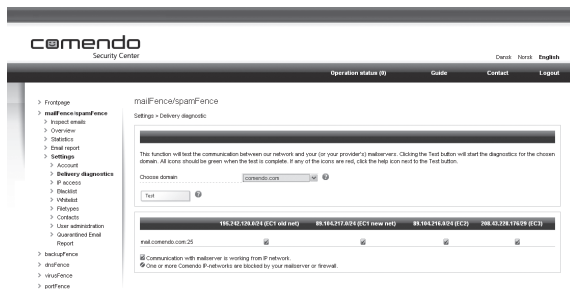 comendo
Security Center
Dansk Norsk English
Operation status (0) Guide Contact Logout
Frontpage
mailFence/spamFence
Inspect emails
Overview
Statistics
Email report
Settings
Account
Delivery diagnostics
IP access
Blacklist
Whitelist
Filetypes
Contacts
User administration
Quarantined Email
Report
backupFence
dnsFence
virusFence
portFence
mailFence/spamFence
Settings > Delivery diagnostic
This function will test the communication between our network and your (or your provider's) mailservers. Clicking the Test button will start the diagnostics for the chosen
domain. All icons should be green when the test is complete. If any of the icons are red, click the help icon next to the Test button.
Choose domain comendo.com
Test
195.242.120.0/24 (EC1 old net) 89.104.217.0/24 (EC1 new net) 89.104.216.0/24 (EC2) 208.43.228.176/29 (EC3)
mail.comendo.com:25
Communication with mailserver is working from IP network.
One or more Comendo IP-networks are blocked by your mailserver or firewall.